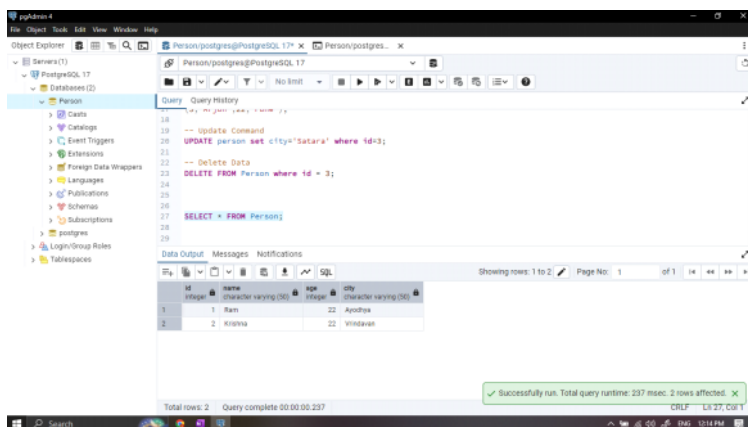 pgAdmin 4
File Object Tools Edit View Window Help
Object Explorer
Person/postgres@PostgreSQL 17*
Person/postgres...
Servers (1)
PostgreSQL 17
Databases (2)
Person
Casts
Catalogs
Event Triggers
Extensions
Foreign Data Wrappers
Languages
Publications
Schemas
Subscriptions
postgres
Login/Group Roles
Tablespaces
Person/postgres@PostgreSQL 17
No limit
Query Query History
18
19 -- Update Command
20 UPDATE person set city='Satara' where id=3;
21
22 -- Delete Data
23 DELETE FROM Person where id = 3;
24
25
26
27 SELECT * FROM Person;
28
29
Data Output Messages Notifications
SQL
Showing rows: 1 to 2
Page No: 1 of 1
id integer
name character varying (50)
age integer
city character varying (50)
1 1 Ram 22 Ayodhya
2 2 Krishna 22 Vrindavan
Successfully run. Total query runtime: 237 msec. 2 rows affected.
Total rows: 2 Query complete 00:00:00.237
CRLF Ln 27, Col 1
Search
ENG 12:14 PM